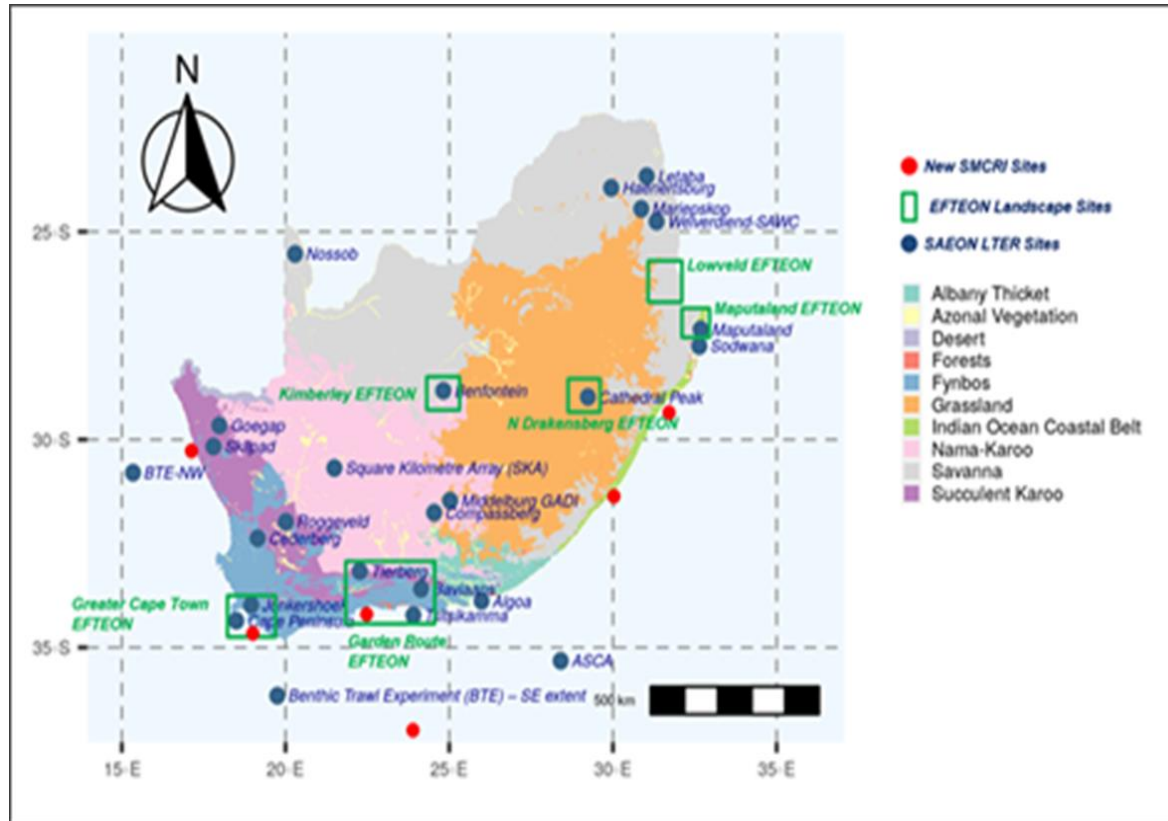 N
New SMCRI Sites
EFTEON Landscape Sites
SAEON LTER Sites
Albany Thicket
Azonal Vegetation
Desert
Forests
Fynbos
Grassland
Indian Ocean Coastal Belt
Nama-Karoo
Savanna
Succulent Karoo
25◦S
30◦S
35◦S
Letaba
Haenertsburg
Mariepskop
Welverdiend-SAWC
Nossob
Lowveld EFTEON
Maputaland EFTEON
Maputaland
Sodwana
Kimberley EFTEON
Benfontein
Cathedral Peak
N Drakensberg EFTEON
Goegap
Skilpad
BTE-NW
Square Kilometre Array (SKA)
Middelburg GADI
Compassberg
Roggeveld
Cederberg
Tierberg
Baviaans
Greater Cape Town
EFTEON
Jonkershoek
Cape Peninsula
Algoa
Tsitsikamma
Garden Route
EFTEON
ASCA
Benthic Trawl Experiment (BTE) – SE extent
500 km
15◦E
20◦E
25◦E
30◦E
35◦E